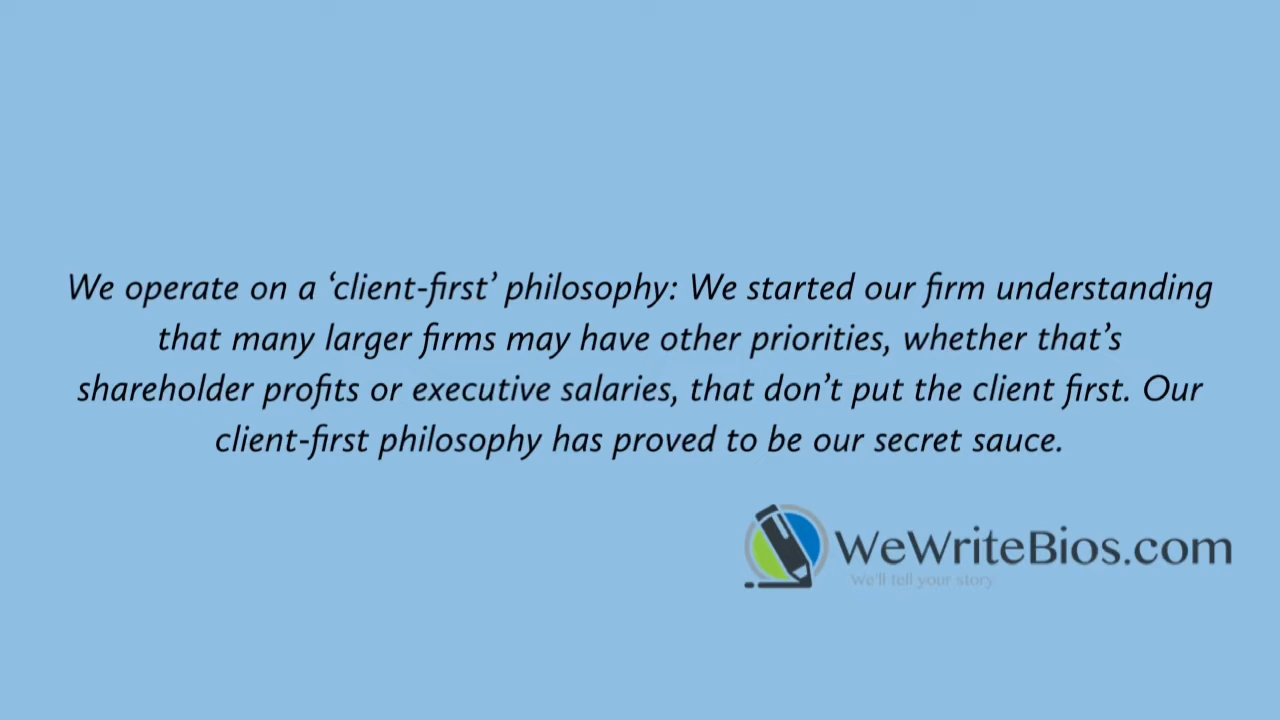 We operate on a ‘client-first’ philosophy: We started our firm understanding
that many larger firms may have other priorities, whether that’s
shareholder profits or executive salaries, that don’t put the client first. Our
client-first philosophy has proved to be our secret sauce.
WeWriteBios.com
We'll tell your story